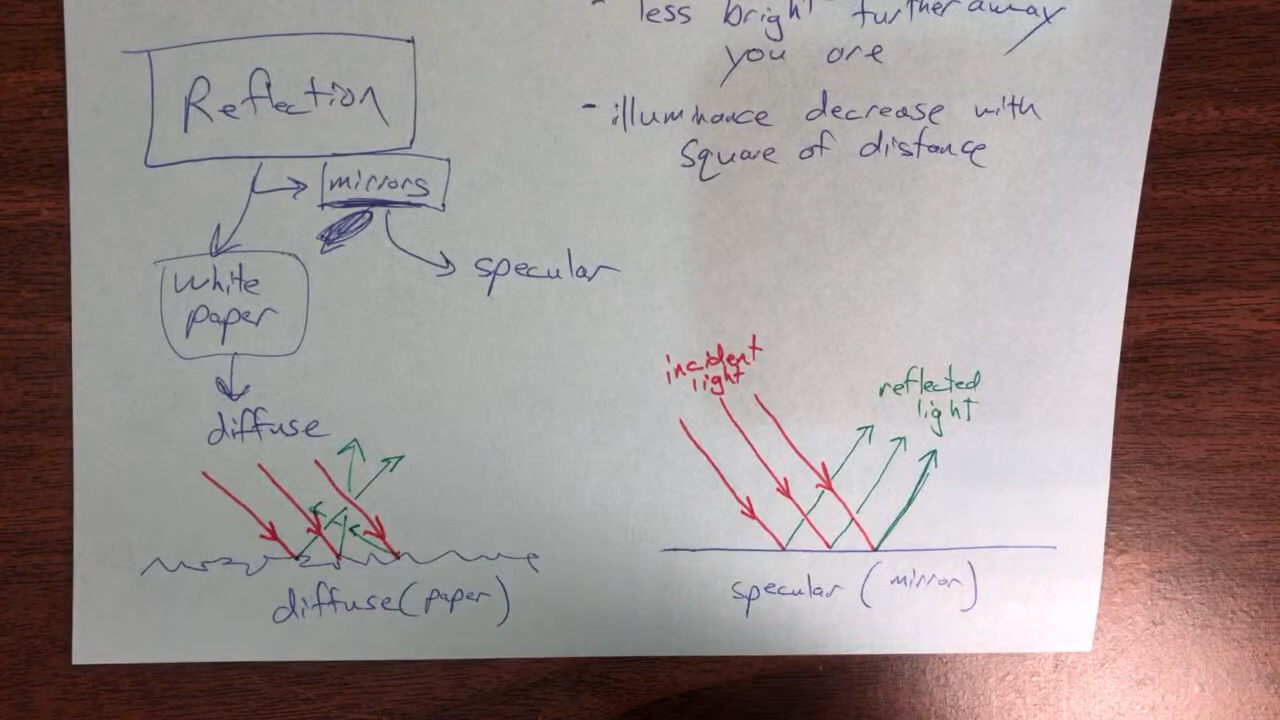 - less bright further away
you are
- illuminance decrease with
square of distance
Reflection
mirrors
specular
white
paper
diffuse
incident
light
reflected
light
diffuse (paper)
specular (mirror)